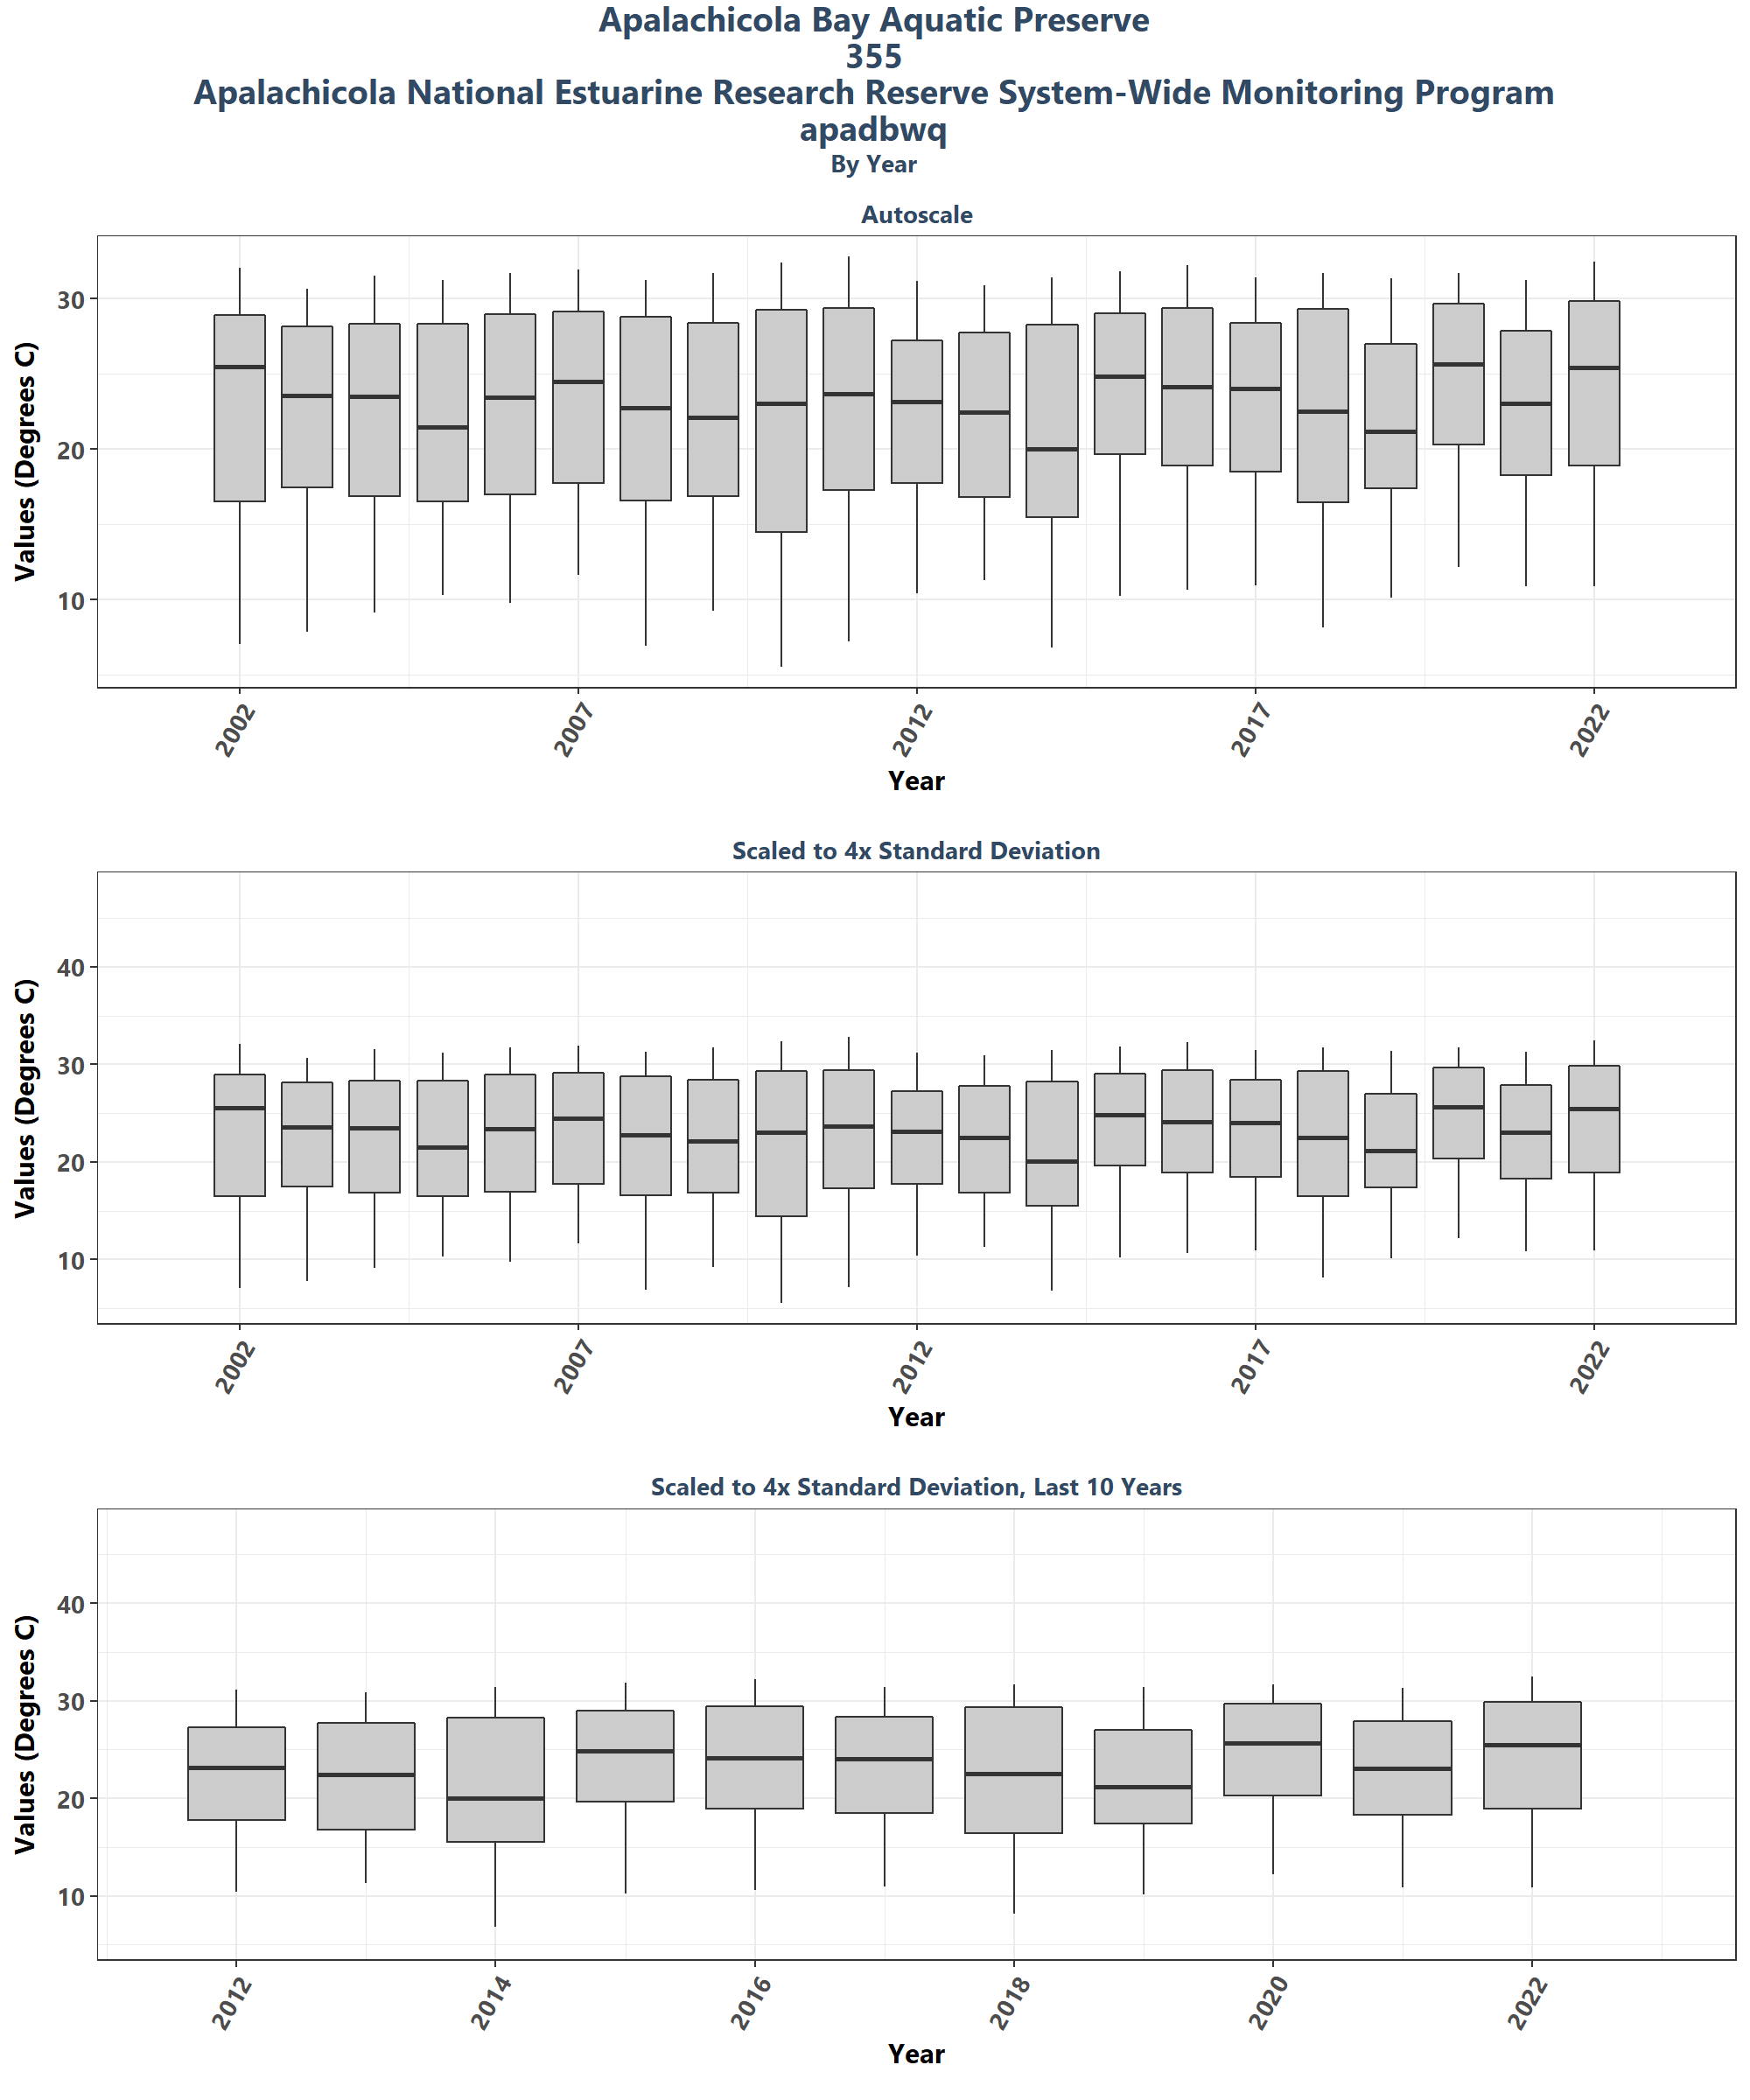 Apalachicola Bay Aquatic Preserve
355
Apalachicola National Estuarine Research Reserve System-Wide Monitoring Program
apadbwq
By Year
Autoscale
Values (Degrees C)
30
20
10
2002 2007 2012 2017 2022
Year
Scaled to 4x Standard Deviation
Values (Degrees C)
40
30
20
10
2002 2007 2012 2017 2022
Year
Scaled to 4x Standard Deviation, Last 10 Years
Values (Degrees C)
40
30
20
10
2012 2014 2016 2018 2020 2022
Year